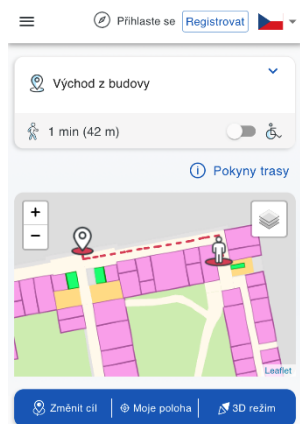 Přihlaste se
Registrovat
Východ z budovy
1 min (42 m)
Pokyny trasy
+
−
Leaflet
Změnit cíl
Moje poloha
3D režim